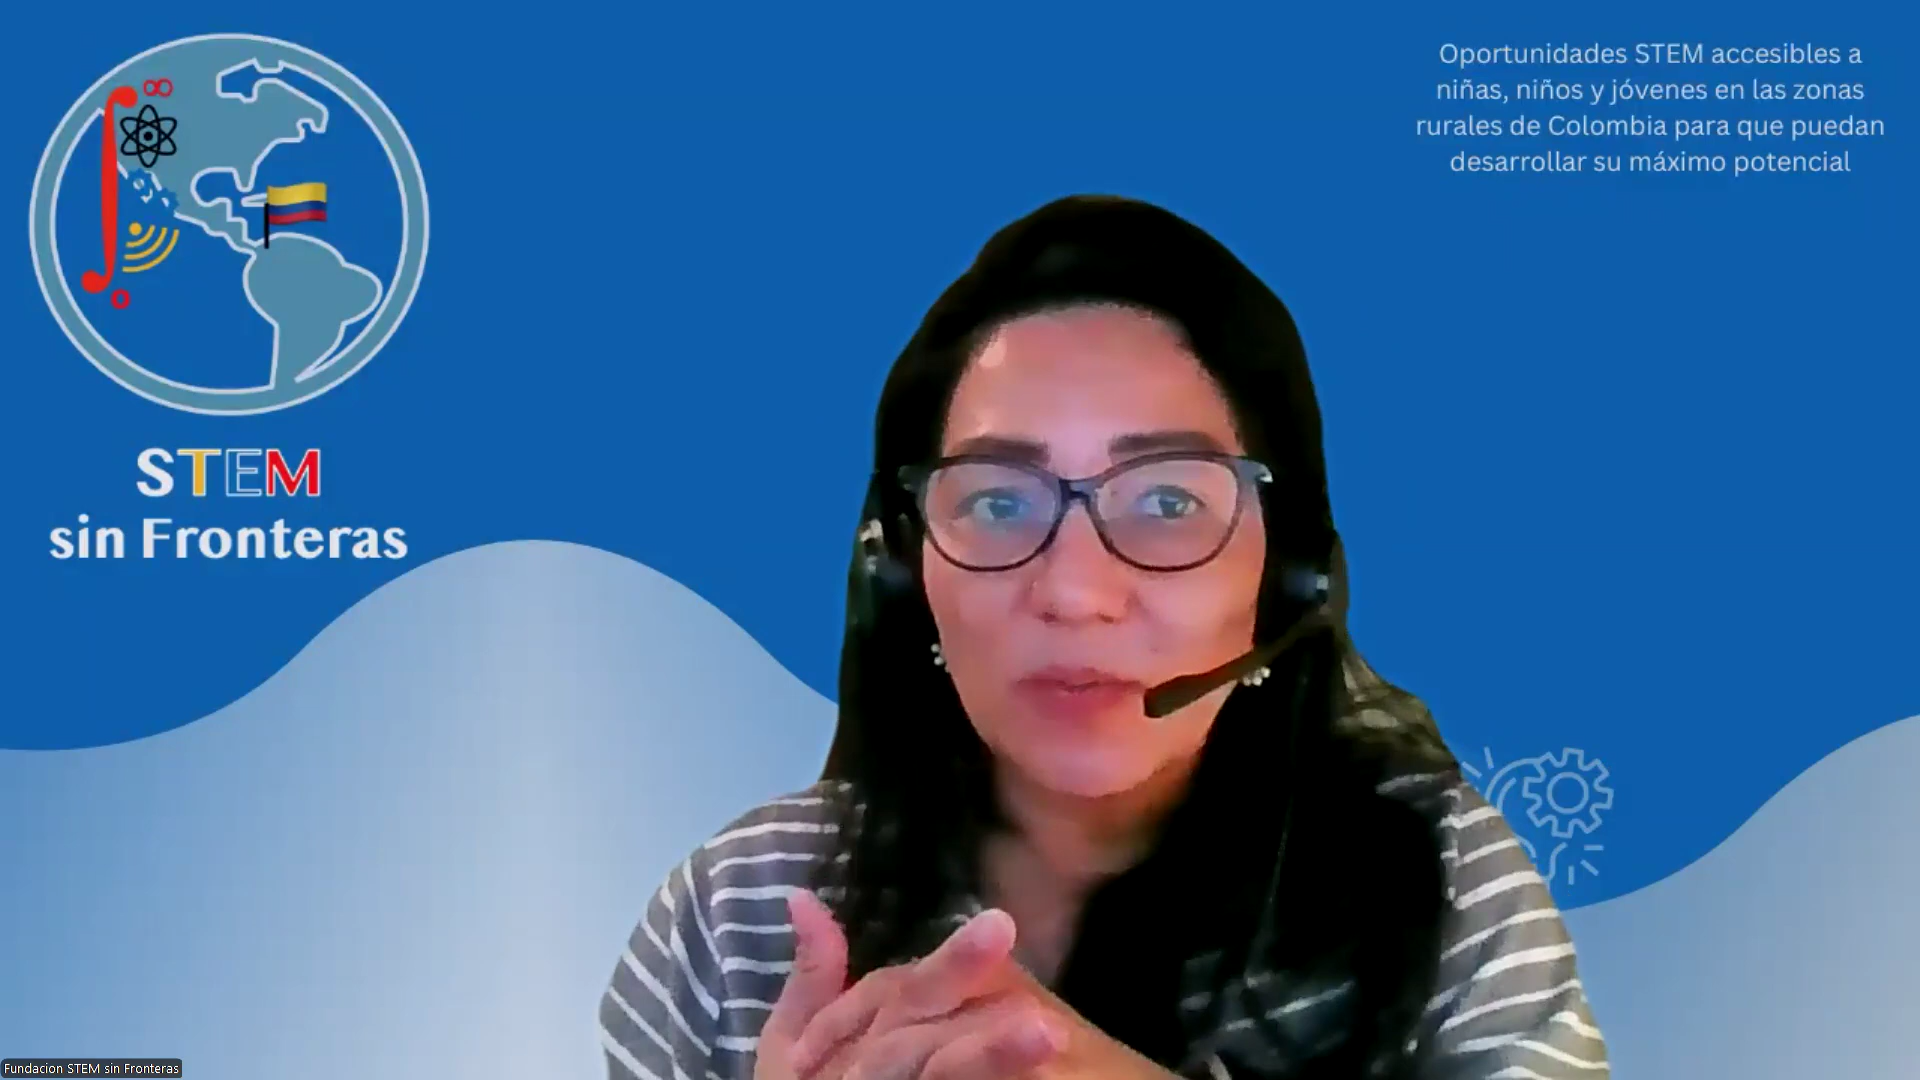 Oportunidades STEM accesibles a
niñas, niños y jóvenes en las zonas
rurales de Colombia para que puedan
desarrollar su máximo potencial
STEM
sin Fronteras
Fundacion STEM sin Fronteras